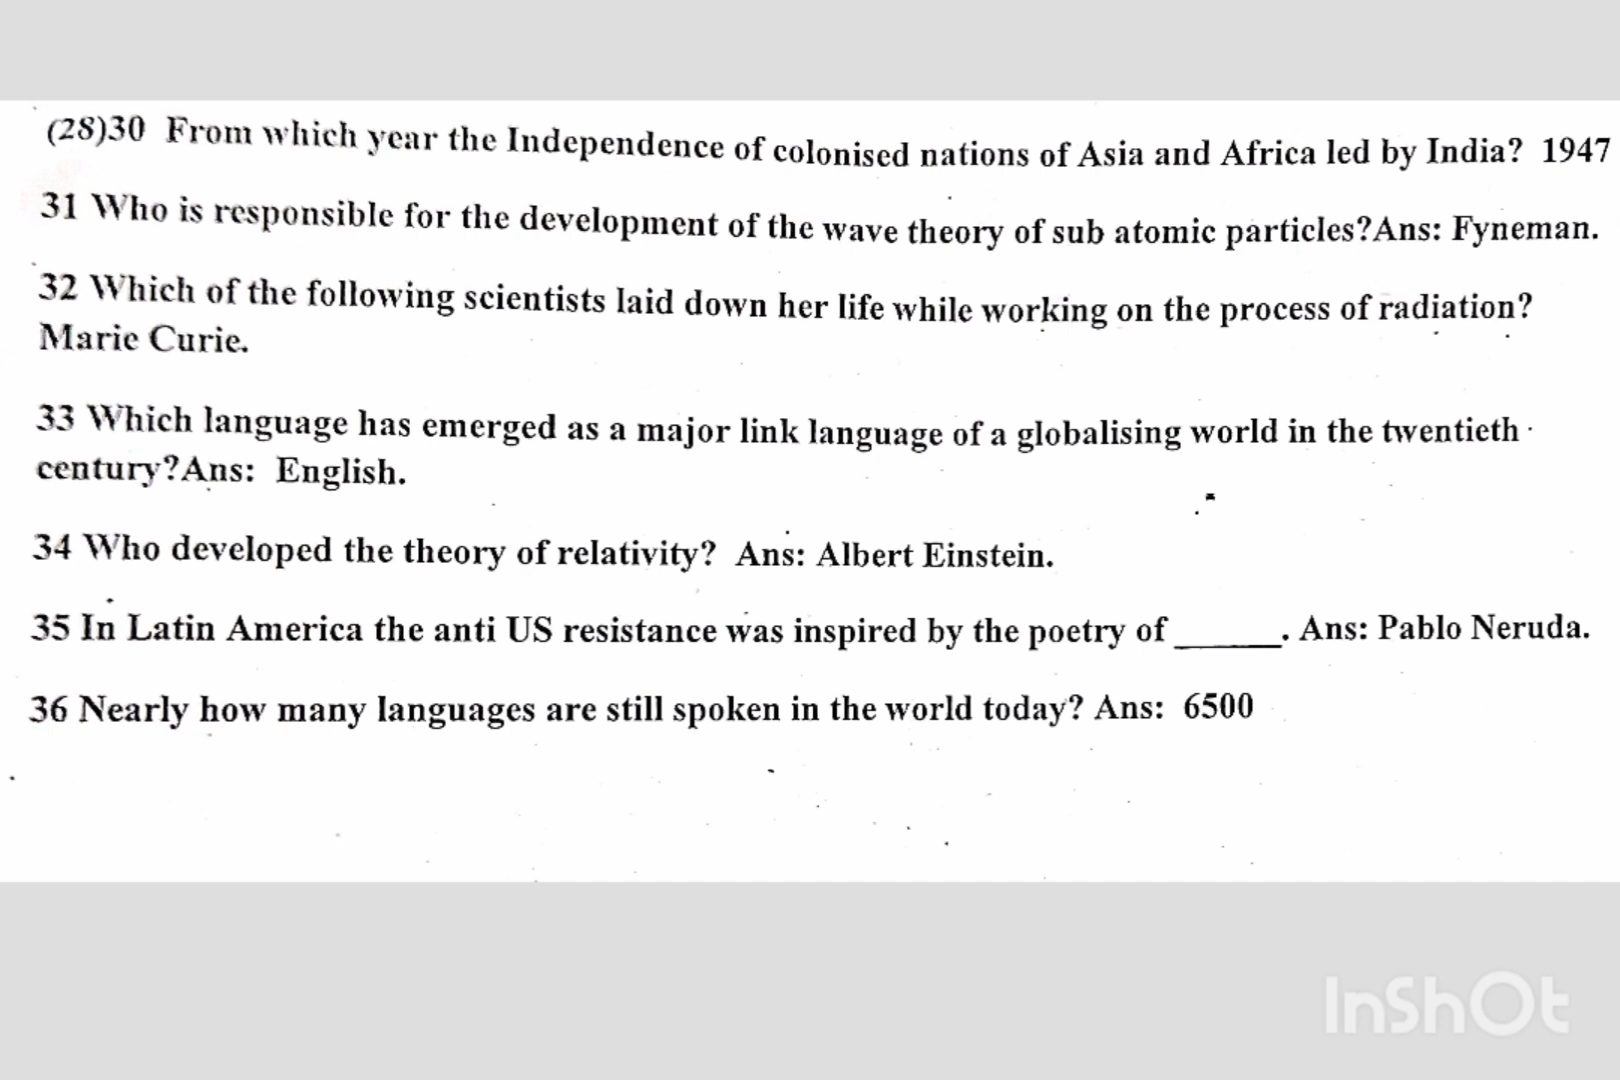 (28)30 From which year the Independence of colonised nations of Asia and Africa led by India? 1947
31 Who is responsible for the development of the wave theory of sub atomic particles?Ans: Fyneman.
32 Which of the following scientists laid down her life while working on the process of radiation?
Marie Curie.
33 Which language has emerged as a major link language of a globalising world in the twentieth
century?Ans: English.
34 Who developed the theory of relativity? Ans: Albert Einstein.
35 In Latin America the anti US resistance was inspired by the poetry of ______. Ans: Pablo Neruda.
36 Nearly how many languages are still spoken in the world today? Ans: 6500
InShOt